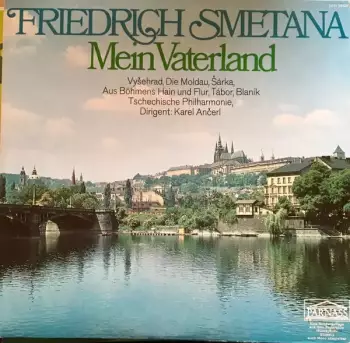 FRIEDRICH SMETANA
Mein Vaterland
Vyšehrad, Die Moldau, Šárka,
Aus Böhmens Hain und Flur, Tábor, Blaník
Tschechische Philharmonie,
Dirigent: Karel Ančerl
PARNASS